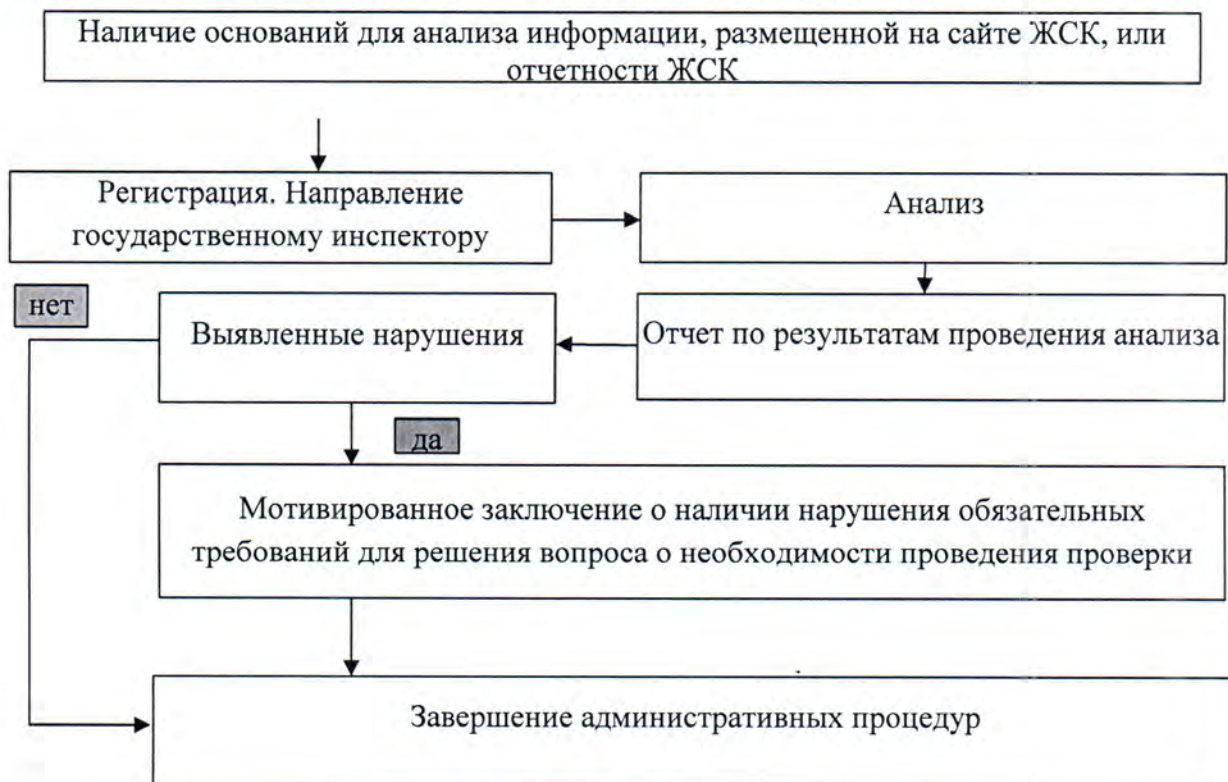 Наличие оснований для анализа информации, размещенной на сайте ЖСК, или
отчетности ЖСК
Регистрация. Направление
государственному инспектору
Анализ
нет
Выявленные нарушения
Отчет по результатам проведения анализа
да
Мотивированное заключение о наличии нарушения обязательных
требований для решения вопроса о необходимости проведения проверки
Завершение административных процедур